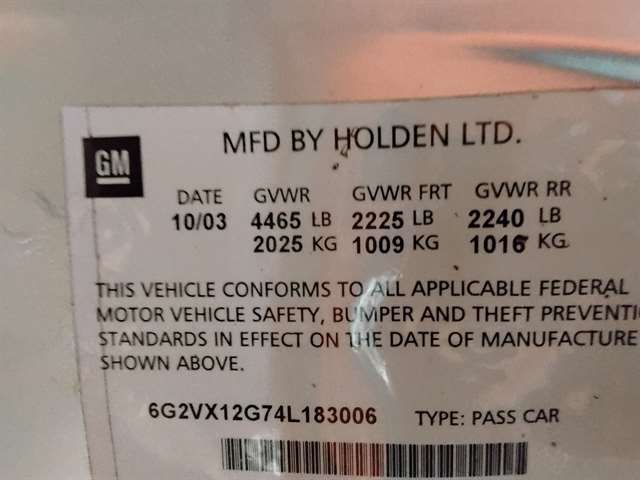 MFD BY HOLDEN LTD.
GM
DATE GVWR GVWR FRT GVWR RR
10/03 4465 LB 2225 LB 2240 LB
2025 KG 1009 KG 1016 KG
THIS VEHICLE CONFORMS TO ALL APPLICABLE FEDERAL
MOTOR VEHICLE SAFETY, BUMPER AND THEFT PREVENTI
STANDARDS IN EFFECT ON THE DATE OF MANUFACTURE
SHOWN ABOVE.
6G2VX12G74L183006 TYPE: PASS CAR